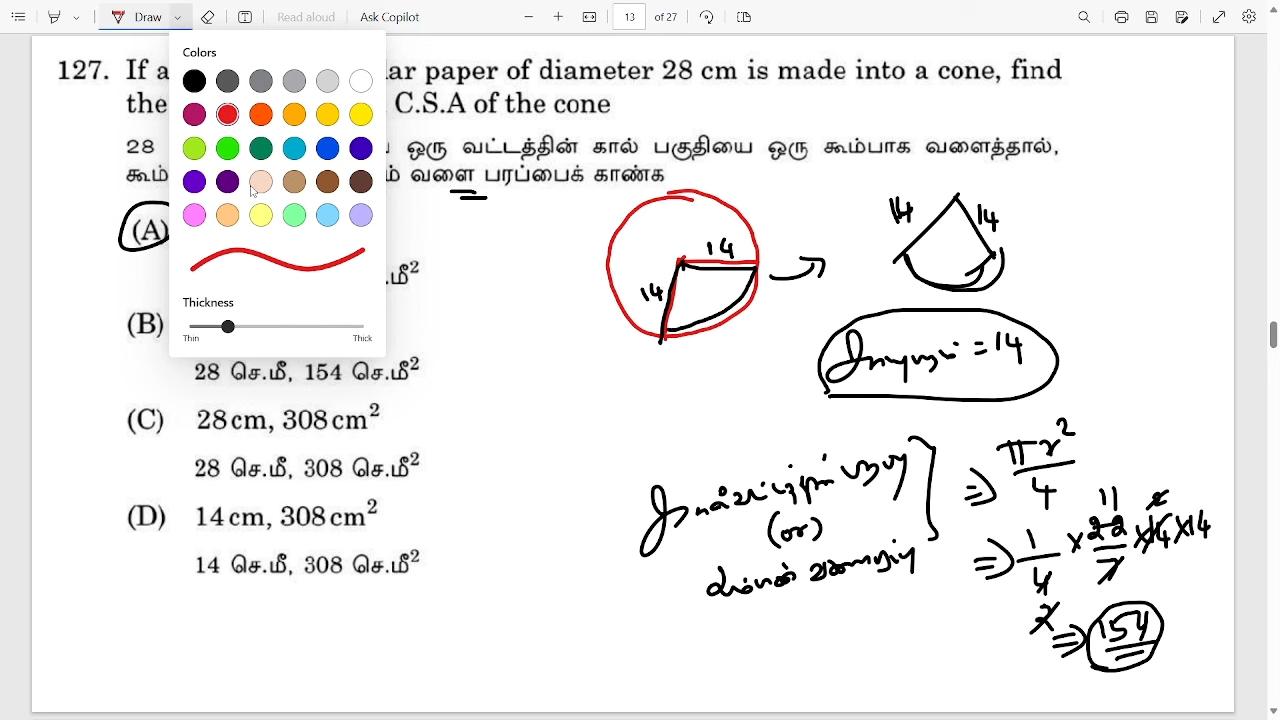 Draw
Read aloud
Ask Copilot
13 of 27
Colors
Thickness
Thin Thick
127. If a
ar paper of diameter 28 cm is made into a cone, find
the
C.S.A of the cone
28
ஒரு வட்டத்தின் கால் பகுதியை ஒரு கூம்பாக வளைத்தால்,
கூம்
ம் வளை பரப்பைக் காண்க
(A)
.மீ²
(B)
28 செ.மீ, 154 செ.மீ²
(C) 28 cm, 308 cm²
28 செ.மீ, 308 செ.மீ²
(D) 14 cm, 308 cm²
14 செ.மீ, 308 செ.மீ²
14
14
14
14
= 14
(or)
⇒ πr²/4
⇒ 1/4 × 22/7 × 14 × 14
11
2
2
⇒ 154